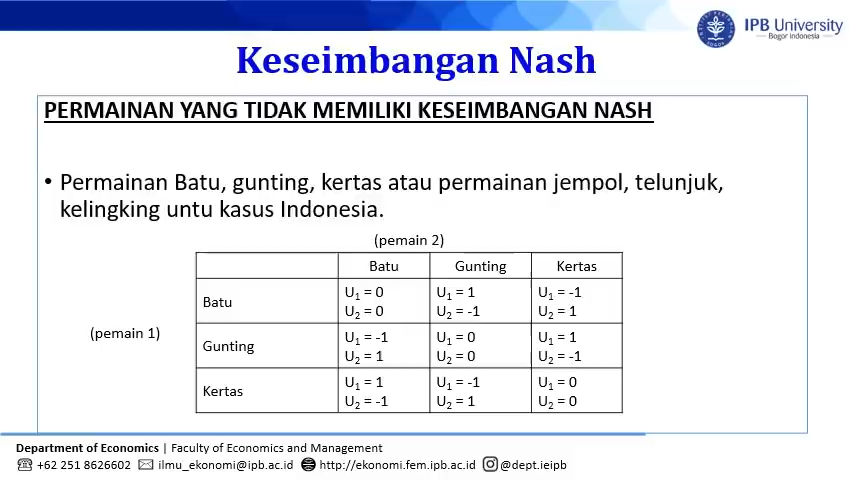 IPB University
Bogor Indonesia
Keseimbangan Nash
PERMAINAN YANG TIDAK MEMILIKI KESEIMBANGAN NASH
• Permainan Batu, gunting, kertas atau permainan jempol, telunjuk,
kelingking untu kasus Indonesia.
(pemain 2)
Batu Gunting Kertas
(pemain 1)
Batu
U₁ = 0 U₁ = 1 U₁ = -1
U₂ = 0 U₂ = -1 U₂ = 1
Gunting
U₁ = -1 U₁ = 0 U₁ = 1
U₂ = 1 U₂ = 0 U₂ = -1
Kertas
U₁ = 1 U₁ = -1 U₁ = 0
U₂ = -1 U₂ = 1 U₂ = 0
Department of Economics | Faculty of Economics and Management
+62 251 8626602 ilmu_ekonomi@ipb.ac.id http://ekonomi.fem.ipb.ac.id @dept.ieipb